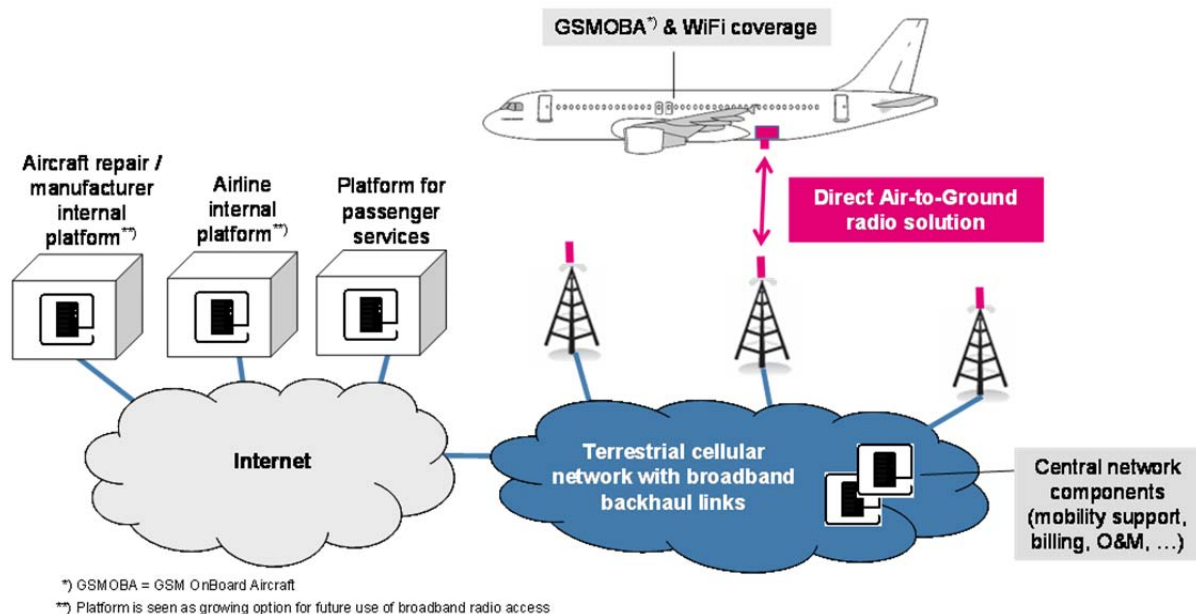 GSMOBA*) & WiFi coverage
Aircraft repair /
manufacturer
internal
platform**)
Airline
internal
platform**)
Platform for
passenger
services
Direct Air-to-Ground
radio solution
Internet
Terrestrial cellular
network with broadband
backhaul links
Central network
components
(mobility support,
billing, O&M, ...)
*) GSMOBA = GSM OnBoard Aircraft
**) Platform is seen as growing option for future use of broadband radio access